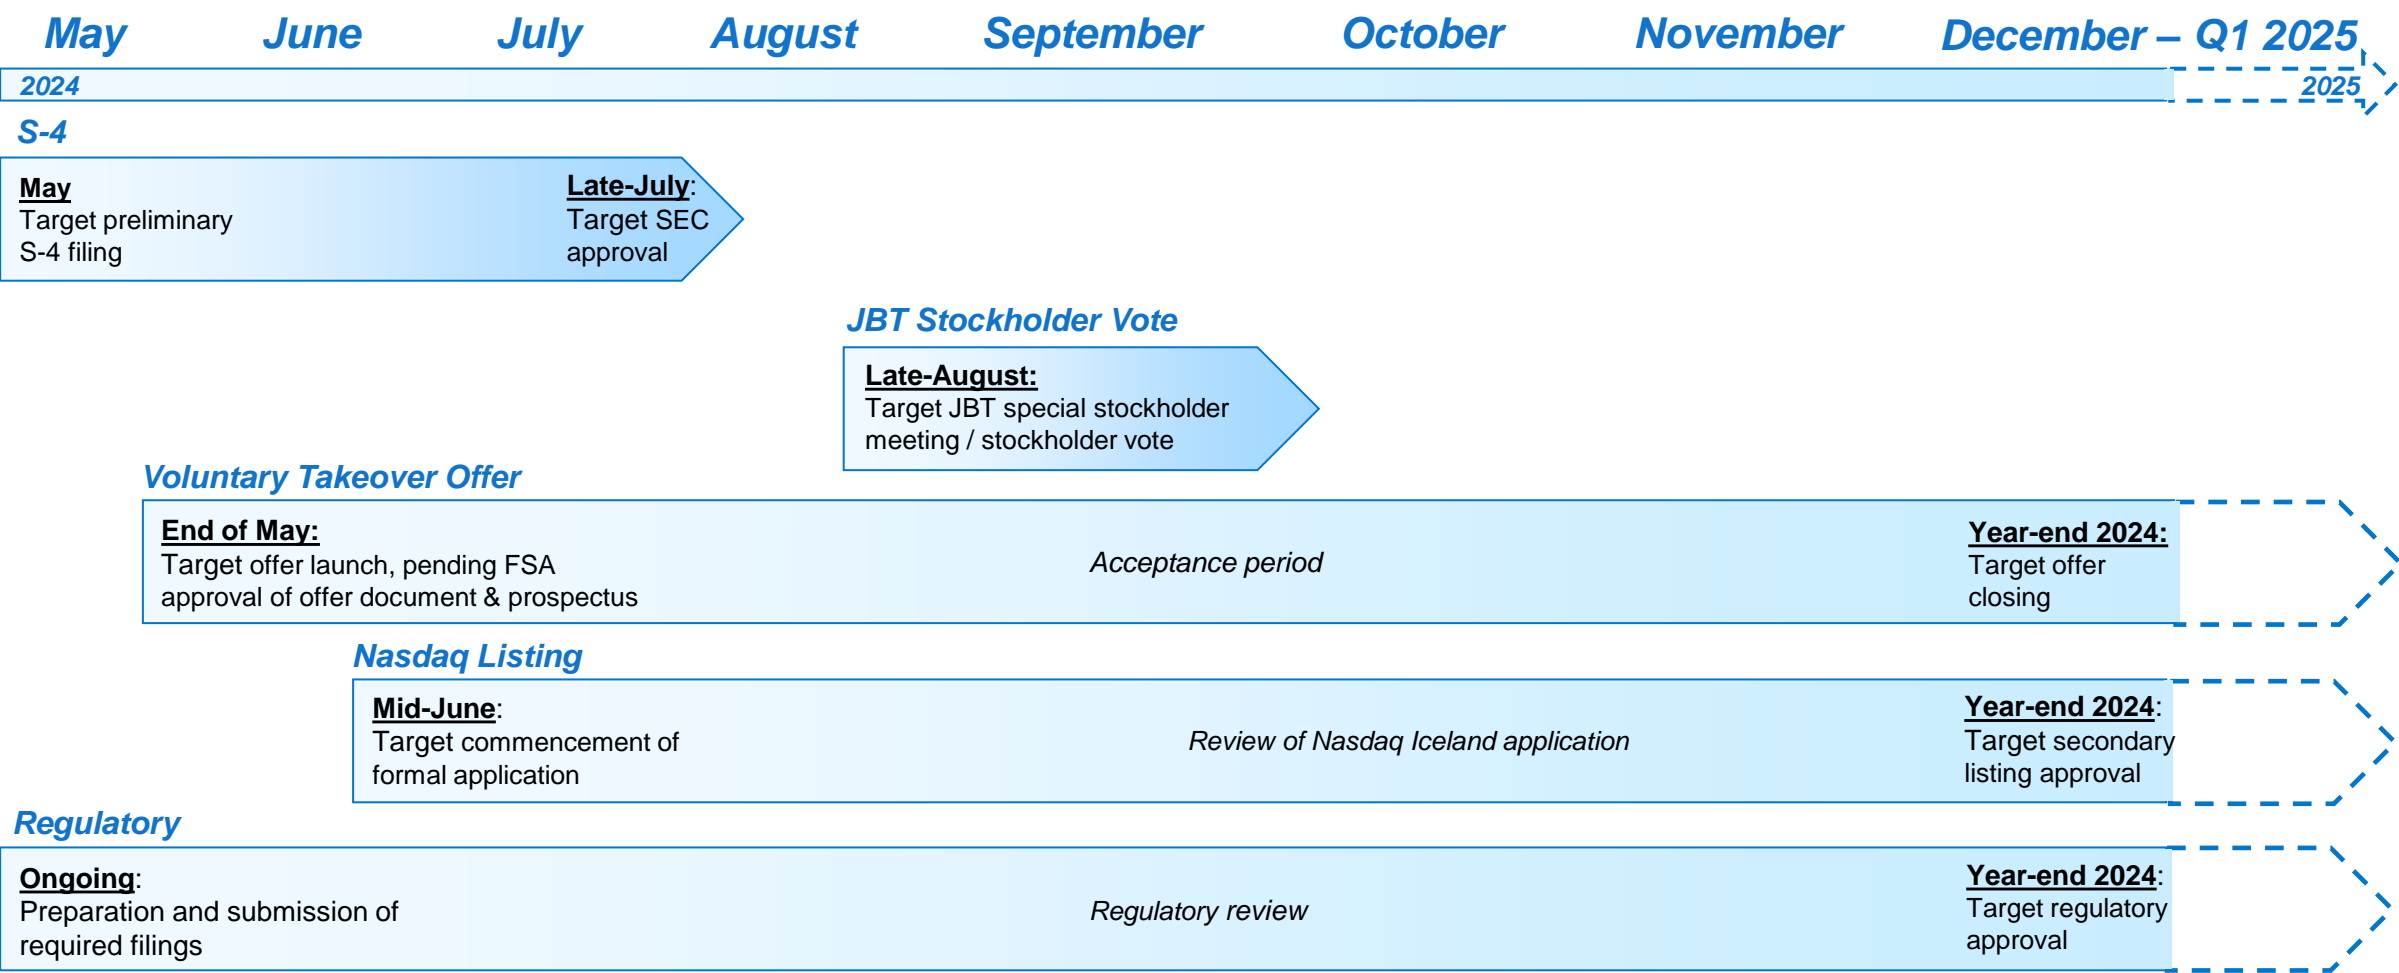 May June July August September October November December – Q1 2025
2024 2025
S-4
May
Target preliminary
S-4 filing
Late-July:
Target SEC
approval
JBT Stockholder Vote
Late-August:
Target JBT special stockholder
meeting / stockholder vote
Voluntary Takeover Offer
End of May:
Target offer launch, pending FSA
approval of offer document & prospectus
Acceptance period
Year-end 2024:
Target offer
closing
Nasdaq Listing
Mid-June:
Target commencement of
formal application
Review of Nasdaq Iceland application
Year-end 2024:
Target secondary
listing approval
Regulatory
Ongoing:
Preparation and submission of
required filings
Regulatory review
Year-end 2024:
Target regulatory
approval